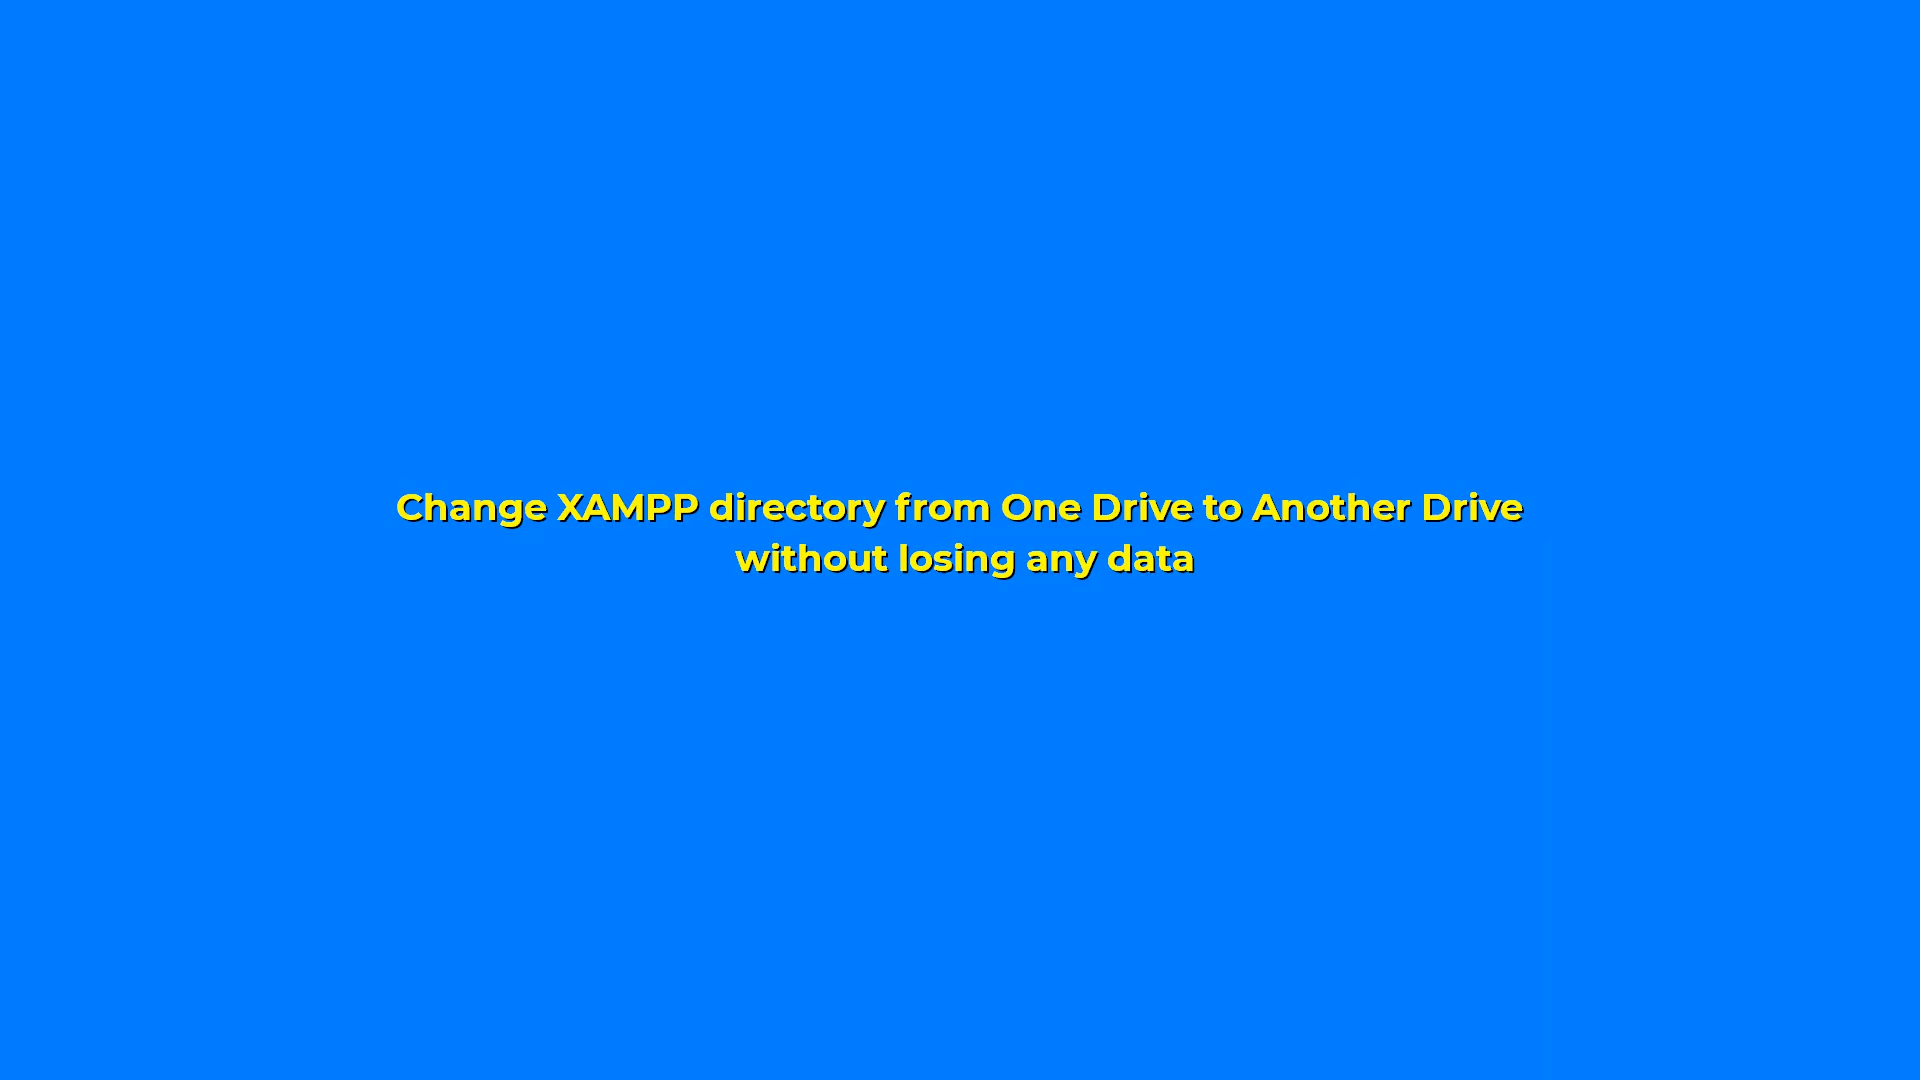 Change XAMPP directory from One Drive to Another Drive
without losing any data